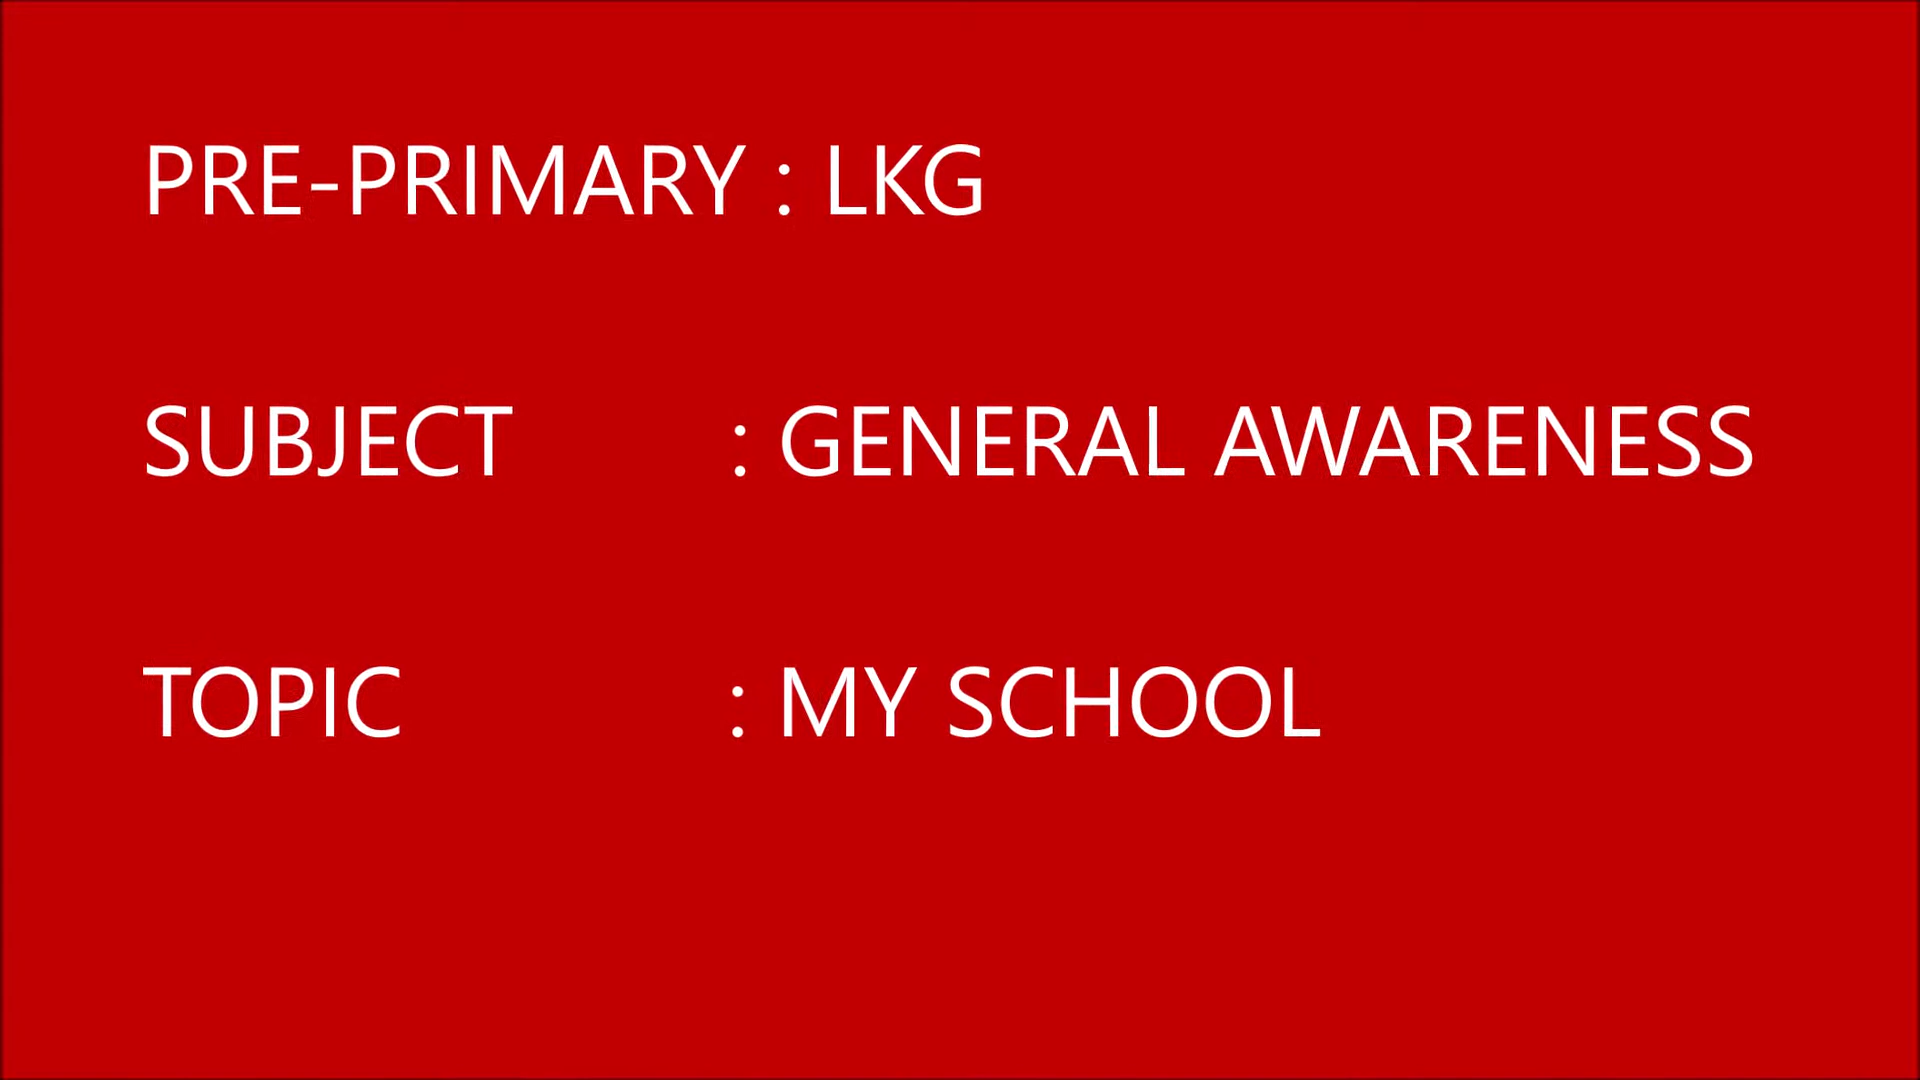 PRE-PRIMARY : LKG
SUBJECT : GENERAL AWARENESS
TOPIC : MY SCHOOL